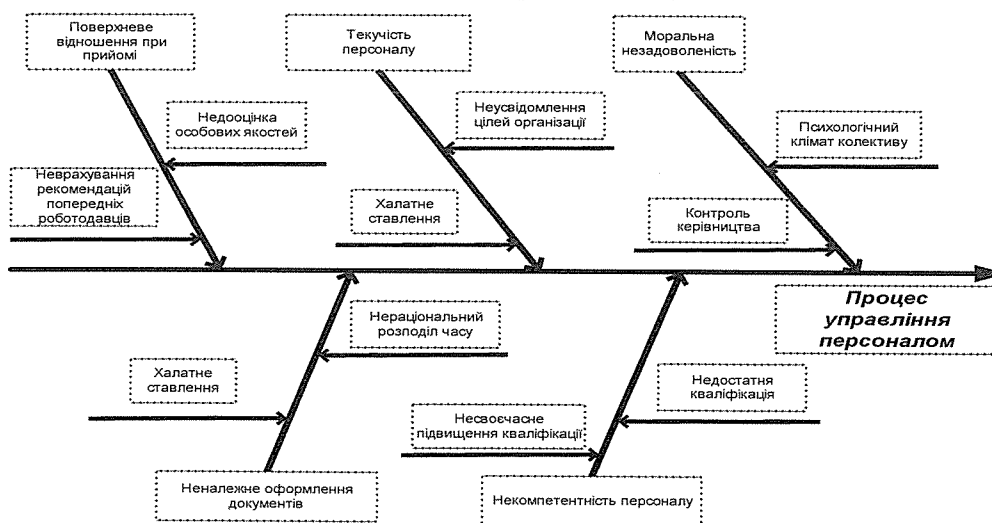 Поверхневе
відношення при
прийомі
Текучість
персоналу
Моральна
незадоволеність
Недооцінка
особових якостей
Неусвідомлення
цілей організації
Психологічний
клімат колективу
Неврахування
рекомендацій
попередніх
роботодавців
Халатне
ставлення
Контроль
керівництва
Процес
управління
персоналом
Нераціональний
розподіл часу
Халатне
ставлення
Недостатня
кваліфікація
Несвоєчасне
підвищення кваліфікації
Неналежне оформлення
документів
Некомпетентність персоналу